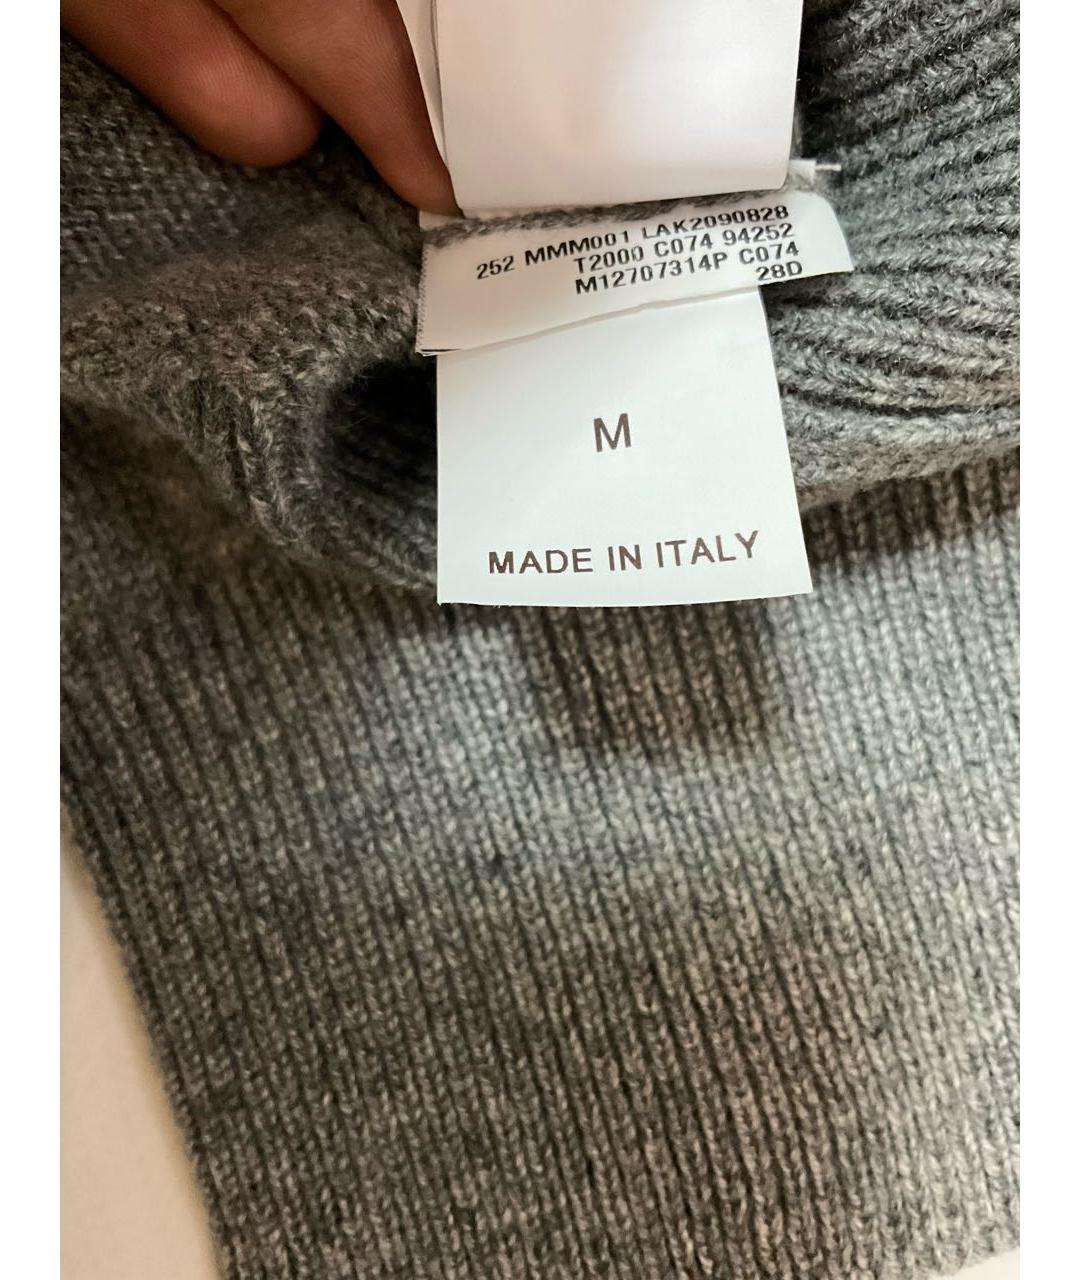 252 MMM001 LAK2090828
T2000 C074 94252
M12707314P C074
28D
M
MADE IN ITALY